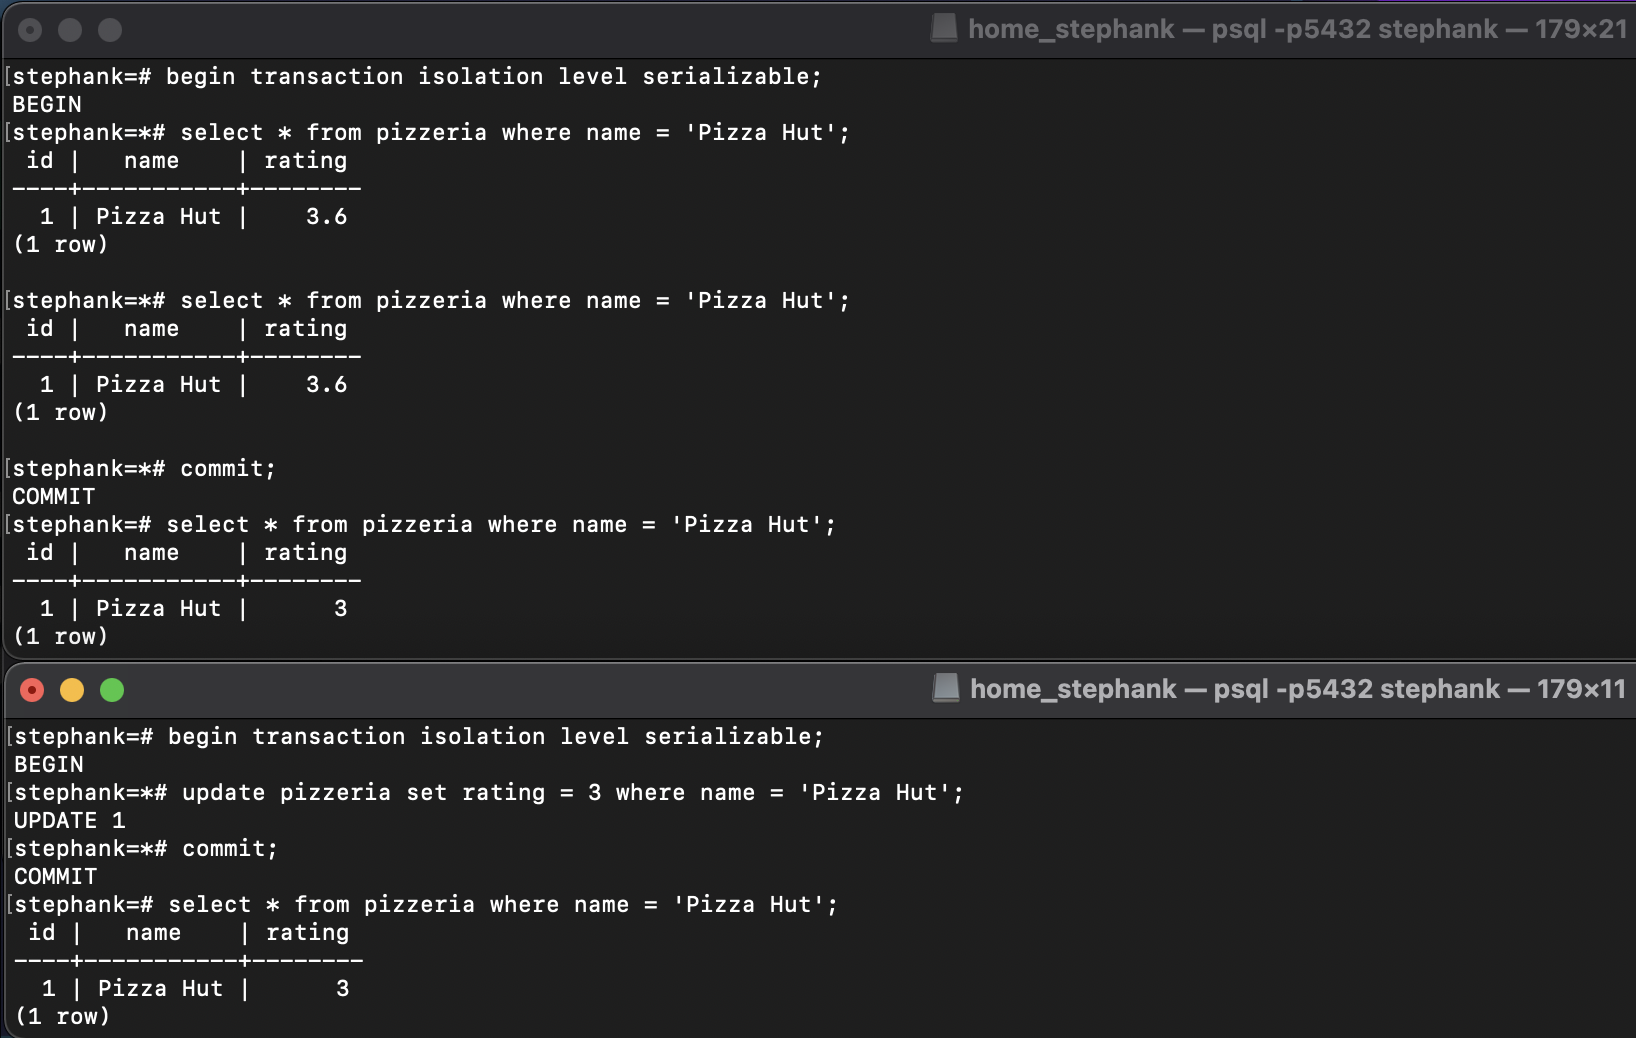 home_stephank — psql -p5432 stephank — 179×21
[stephank=# begin transaction isolation level serializable;
BEGIN
[stephank=*# select * from pizzeria where name = 'Pizza Hut';
 id |   name    | rating
----+-----------+--------
  1 | Pizza Hut |    3.6
(1 row)

[stephank=*# select * from pizzeria where name = 'Pizza Hut';
 id |   name    | rating
----+-----------+--------
  1 | Pizza Hut |    3.6
(1 row)

[stephank=*# commit;
COMMIT
[stephank=# select * from pizzeria where name = 'Pizza Hut';
 id |   name    | rating
----+-----------+--------
  1 | Pizza Hut |      3
(1 row)
home_stephank — psql -p5432 stephank — 179×11
[stephank=# begin transaction isolation level serializable;
BEGIN
[stephank=*# update pizzeria set rating = 3 where name = 'Pizza Hut';
UPDATE 1
[stephank=*# commit;
COMMIT
[stephank=# select * from pizzeria where name = 'Pizza Hut';
 id |   name    | rating
----+-----------+--------
  1 | Pizza Hut |      3
(1 row)